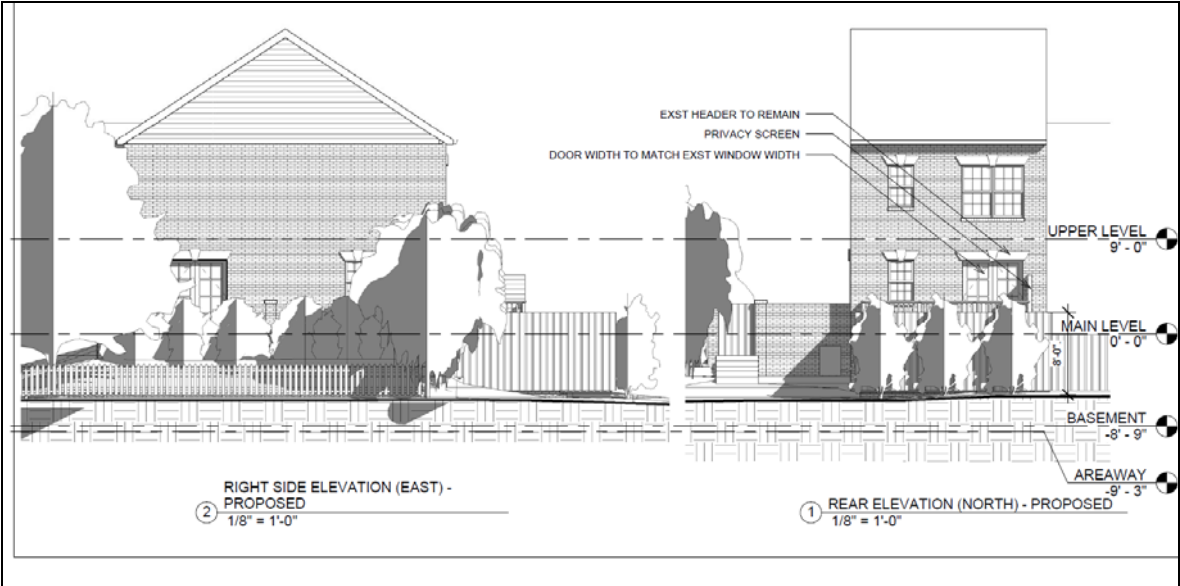 EXST HEADER TO REMAIN
PRIVACY SCREEN
DOOR WIDTH TO MATCH EXST WINDOW WIDTH
UPPER LEVEL
9' - 0"
MAIN LEVEL
0' - 0"
8'-0"
BASEMENT
-8' - 9"
AREAWAY
-9' - 3"
RIGHT SIDE ELEVATION (EAST) -
PROPOSED
2
1/8" = 1'-0"
1
REAR ELEVATION (NORTH) - PROPOSED
1/8" = 1'-0"